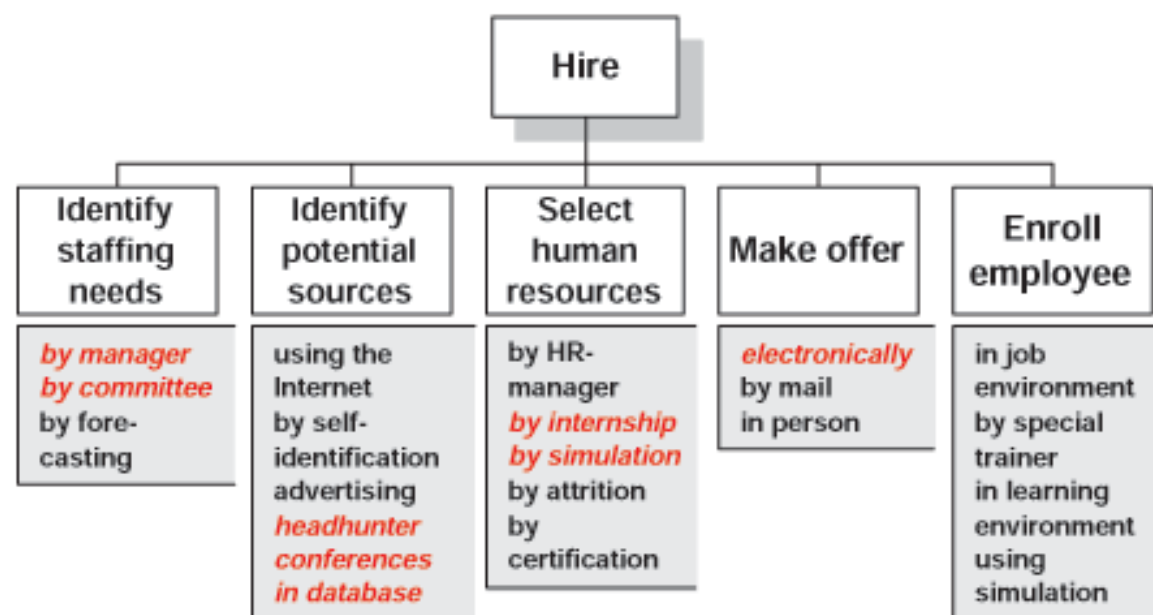 Hire
Identify
staffing
needs
by manager
by committee
by fore-
casting
Identify
potential
sources
using the
Internet
by self-
identification
advertising
headhunter
conferences
in database
Select
human
resources
by HR-
manager
by internship
by simulation
by attrition
by
certification
Make offer
electronically
by mail
in person
Enroll
employee
in job
environment
by special
trainer
in learning
environment
using
simulation